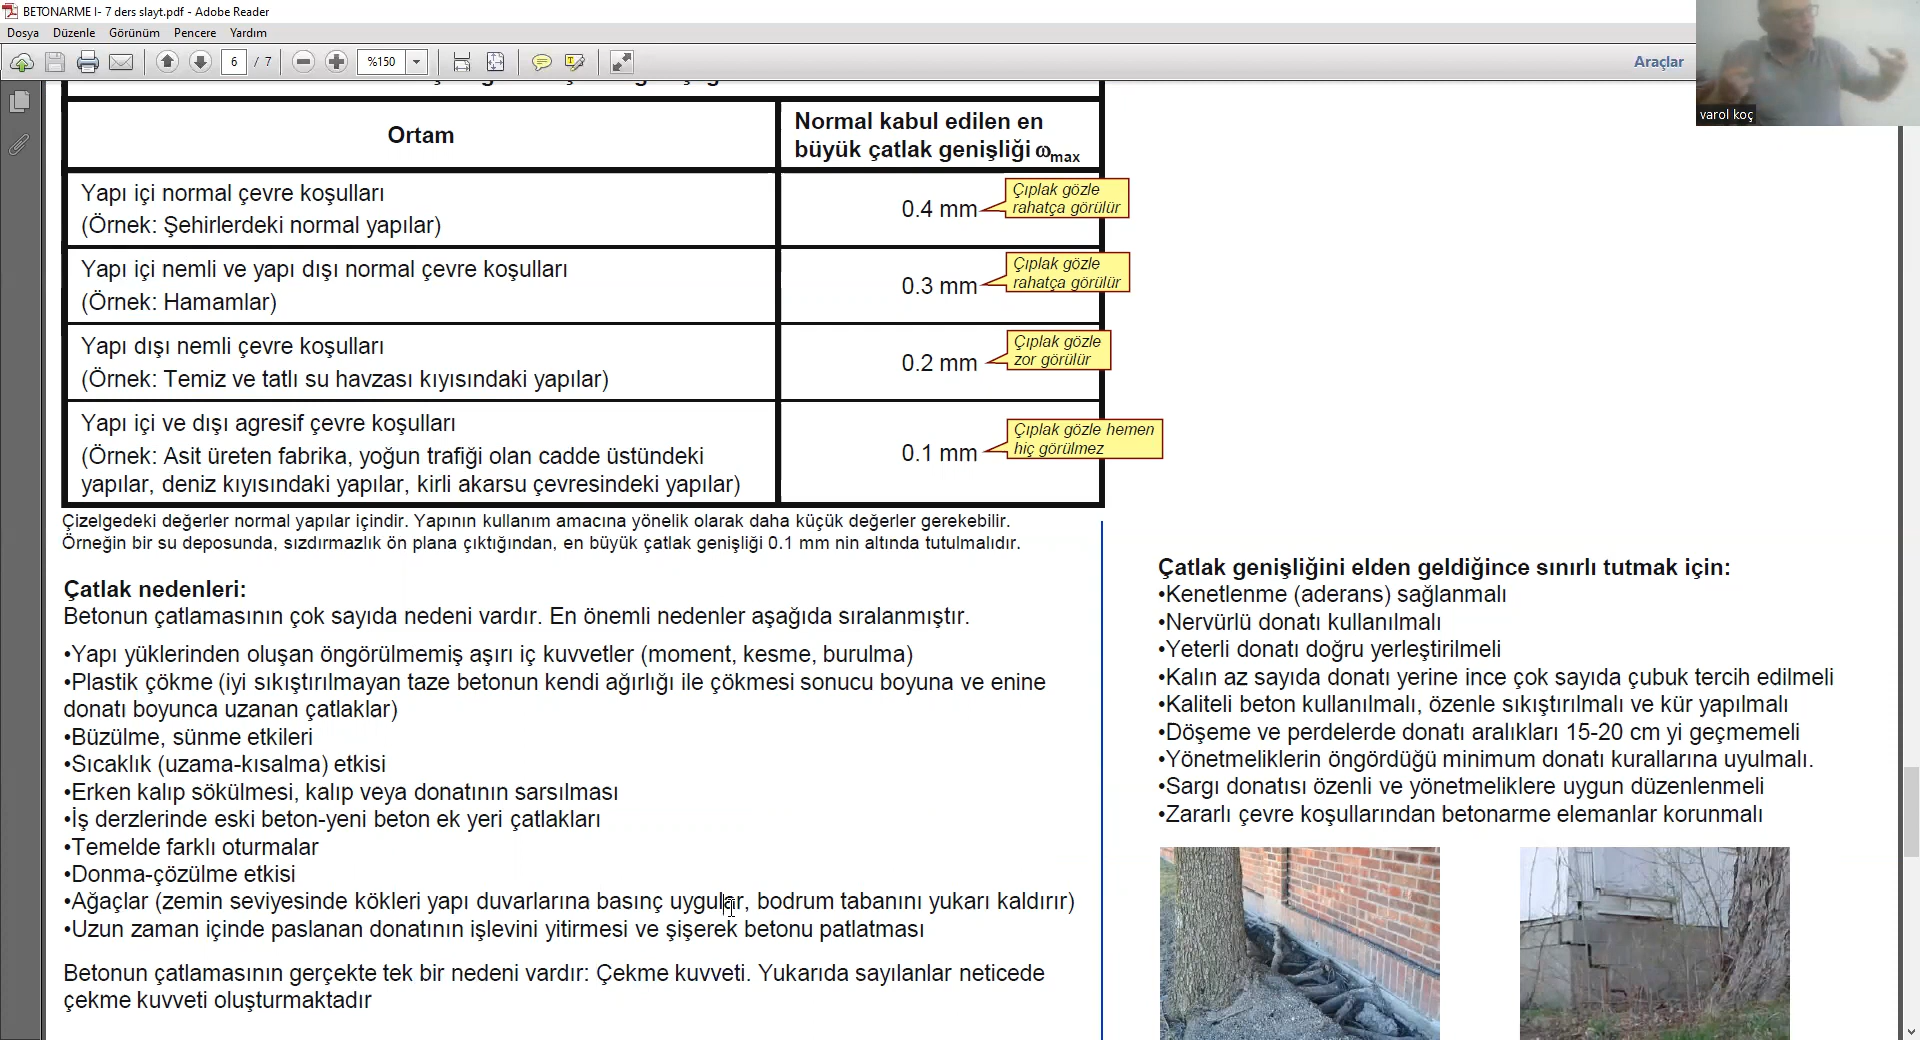 BETONARME I- 7 ders slayt.pdf - Adobe Reader
Dosya Düzenle Görünüm Pencere Yardım
6 / 7 %150 Araçlar
varol koç
Ortam
Normal kabul edilen en
büyük çatlak genişliği ωmax
Yapı içi normal çevre koşulları
(Örnek: Şehirlerdeki normal yapılar)
0.4 mm
Çıplak gözle
rahatça görülür
Yapı içi nemli ve yapı dışı normal çevre koşulları
(Örnek: Hamamlar)
0.3 mm
Çıplak gözle
rahatça görülür
Yapı dışı nemli çevre koşulları
(Örnek: Temiz ve tatlı su havzası kıyısındaki yapılar)
0.2 mm
Çıplak gözle
zor görülür
Yapı içi ve dışı agresif çevre koşulları
(Örnek: Asit üreten fabrika, yoğun trafiği olan cadde üstündeki
yapılar, deniz kıyısındaki yapılar, kirli akarsu çevresindeki yapılar)
0.1 mm
Çıplak gözle hemen
hiç görülmez
Çizelgedeki değerler normal yapılar içindir. Yapının kullanım amacına yönelik olarak daha küçük değerler gerekebilir.
Örneğin bir su deposunda, sızdırmazlık ön plana çıktığından, en büyük çatlak genişliği 0.1 mm nin altında tutulmalıdır.
Çatlak nedenleri:
Betonun çatlamasının çok sayıda nedeni vardır. En önemli nedenler aşağıda sıralanmıştır.
•Yapı yüklerinden oluşan öngörülmemiş aşırı iç kuvvetler (moment, kesme, burulma)
•Plastik çökme (iyi sıkıştırılmayan taze betonun kendi ağırlığı ile çökmesi sonucu boyuna ve enine
donatı boyunca uzanan çatlaklar)
•Büzülme, sünme etkileri
•Sıcaklık (uzama-kısalma) etkisi
•Erken kalıp sökülmesi, kalıp veya donatının sarsılması
•İş derzlerinde eski beton-yeni beton ek yeri çatlakları
•Temelde farklı oturmalar
•Donma-çözülme etkisi
•Ağaçlar (zemin seviyesinde kökleri yapı duvarlarına basınç uygular, bodrum tabanını yukarı kaldırır)
•Uzun zaman içinde paslanan donatının işlevini yitirmesi ve şişerek betonu patlatması
Betonun çatlamasının gerçekte tek bir nedeni vardır: Çekme kuvveti. Yukarıda sayılanlar neticede
çekme kuvveti oluşturmaktadır
Çatlak genişliğini elden geldiğince sınırlı tutmak için:
•Kenetlenme (aderans) sağlanmalı
•Nervürlü donatı kullanılmalı
•Yeterli donatı doğru yerleştirilmeli
•Kalın az sayıda donatı yerine ince çok sayıda çubuk tercih edilmeli
•Kaliteli beton kullanılmalı, özenle sıkıştırılmalı ve kür yapılmalı
•Döşeme ve perdelerde donatı aralıkları 15-20 cm yi geçmemeli
•Yönetmeliklerin öngördüğü minimum donatı kurallarına uyulmalı.
•Sargı donatısı özenli ve yönetmeliklere uygun düzenlenmeli
•Zararlı çevre koşullarından betonarme elemanlar korunmalı